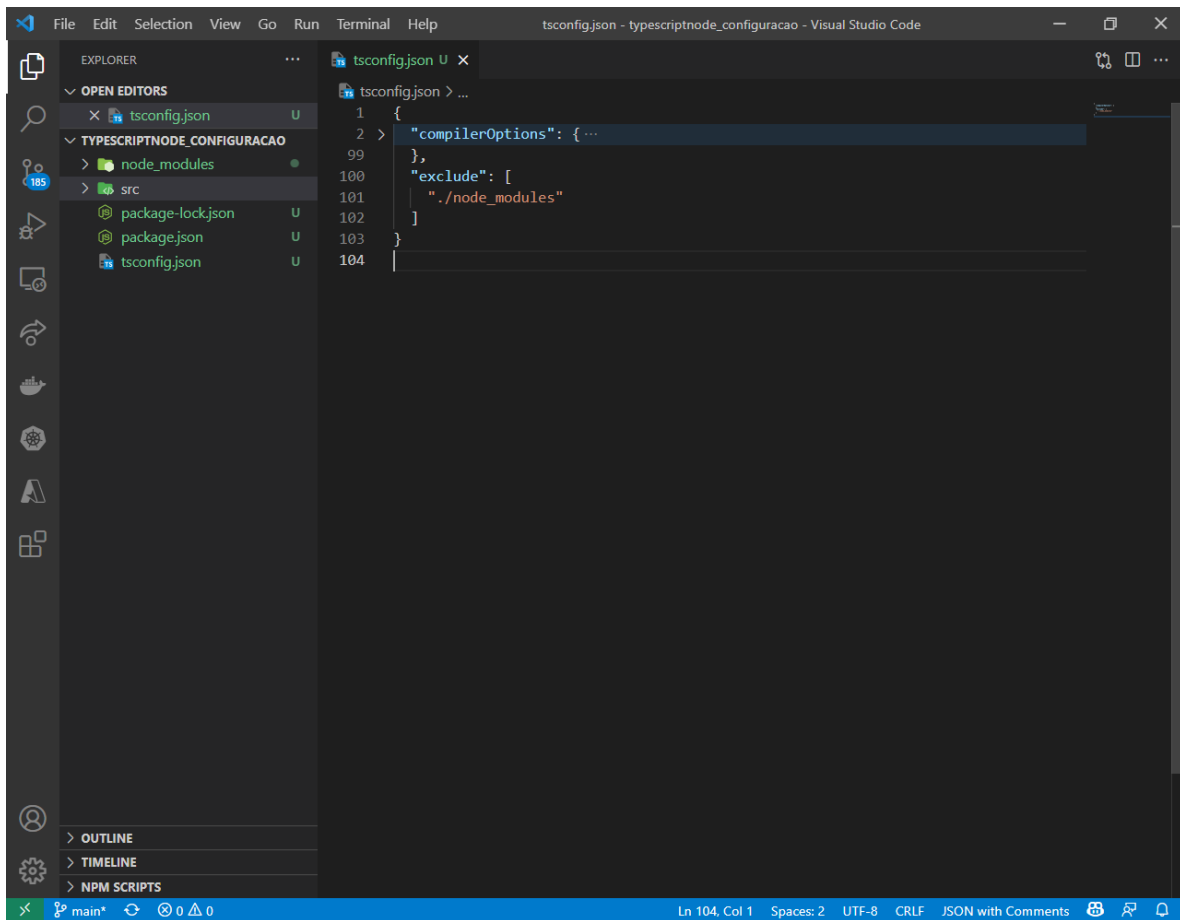 File Edit Selection View Go Run Terminal Help
tsconfig.json - typescriptnode_configuracao - Visual Studio Code
EXPLORER
OPEN EDITORS
tsconfig.json U
TYPESCRIPTNODE_CONFIGURACAO
node_modules
src
package-lock.json U
package.json U
tsconfig.json U
185
OUTLINE
TIMELINE
NPM SCRIPTS
tsconfig.json U
tsconfig.json > ...
1 {
2 "compilerOptions": { ...
99 },
100 "exclude": [
101 "./node_modules"
102 ]
103 }
104
main* 0 0 Ln 104, Col 1 Spaces: 2 UTF-8 CRLF JSON with Comments